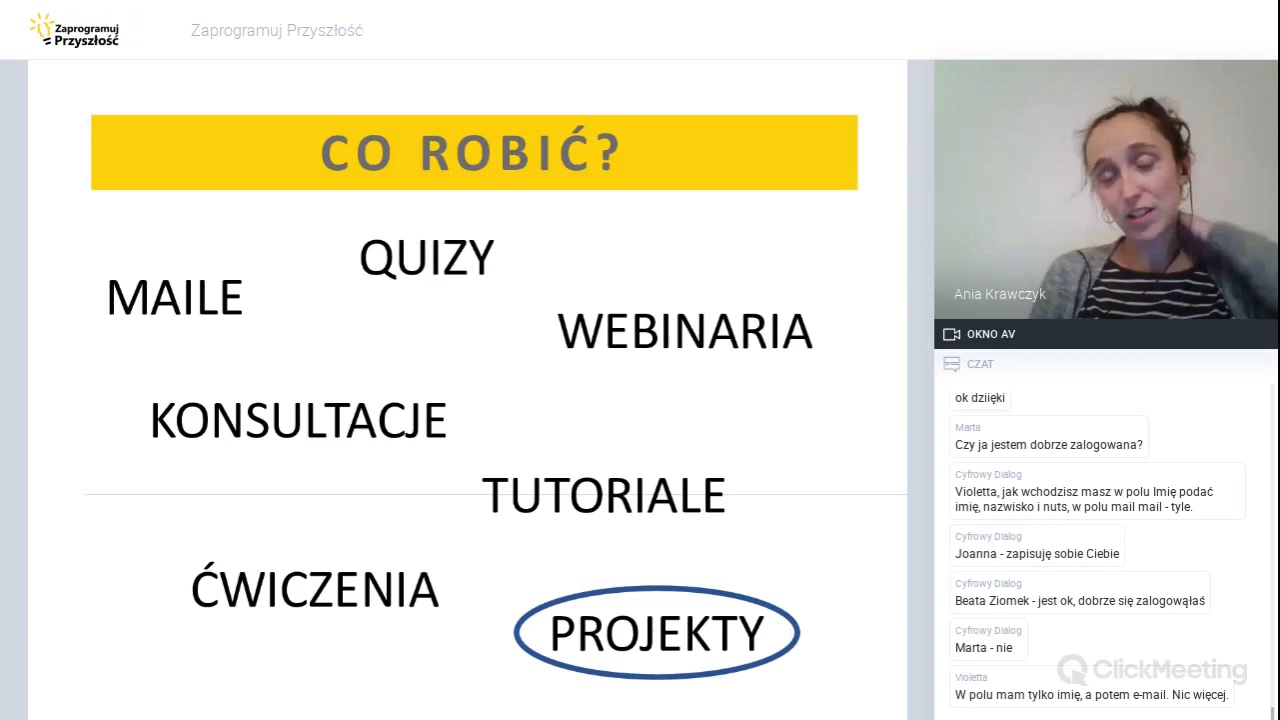 Zaprogramuj
Przyszłość
Zaprogramuj Przyszłość
CO ROBIĆ?
QUIZY
MAILE
WEBINARIA
KONSULTACJE
TUTORIALE
ĆWICZENIA
PROJEKTY
Ania Krawczyk
OKNO AV
CZAT
ok dziięki
Marta
Czy ja jestem dobrze zalogowana?
Cyfrowy Dialog
Violetta, jak wchodzisz masz w polu Imię podać
imię, nazwisko i nuts, w polu mail mail - tyle.
Cyfrowy Dialog
Joanna - zapisuję sobie Ciebie
Cyfrowy Dialog
Beata Ziomek - jest ok, dobrze się zalogowąłaś
Cyfrowy Dialog
Marta - nie
ClickMeeting
Violetta
W polu mam tylko imię, a potem e-mail. Nic więcej.